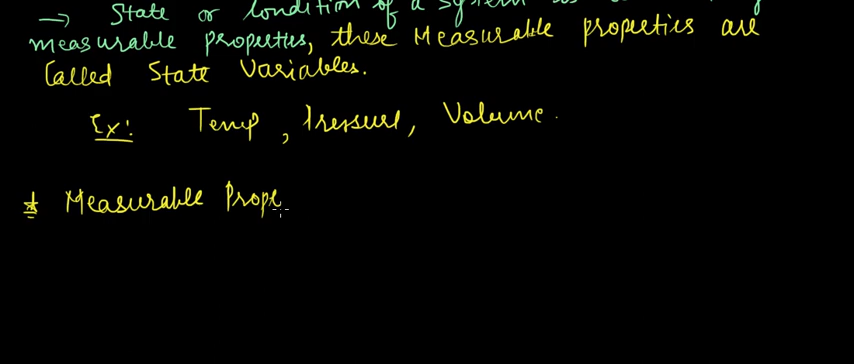 → State or condition of a system
measurable properties, these Measurable properties are
Called State Variables.
Ex: Temp, Pressure, Volume.
* Measurable Prope